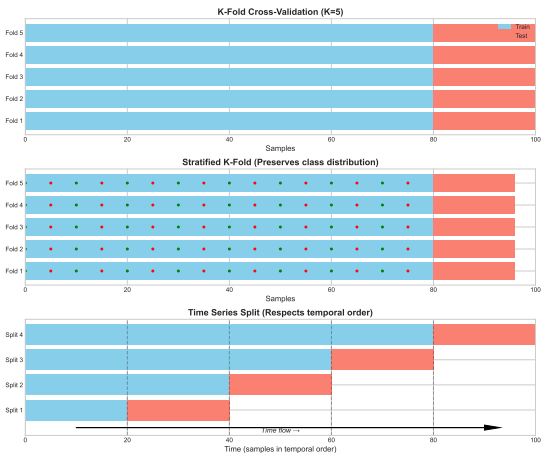 K-Fold Cross-Validation (K=5)
Fold 5
Train
Test
Fold 4
Fold 3
Fold 2
Fold 1
0 20 40 60 80 100
Samples
Stratified K-Fold (Preserves class distribution)
Fold 5
Fold 4
Fold 3
Fold 2
Fold 1
0 20 40 60 80 100
Samples
Time Series Split (Respects temporal order)
Split 4
Split 3
Split 2
Split 1
Time flow →
0 20 40 60 80 100
Time (samples in temporal order)